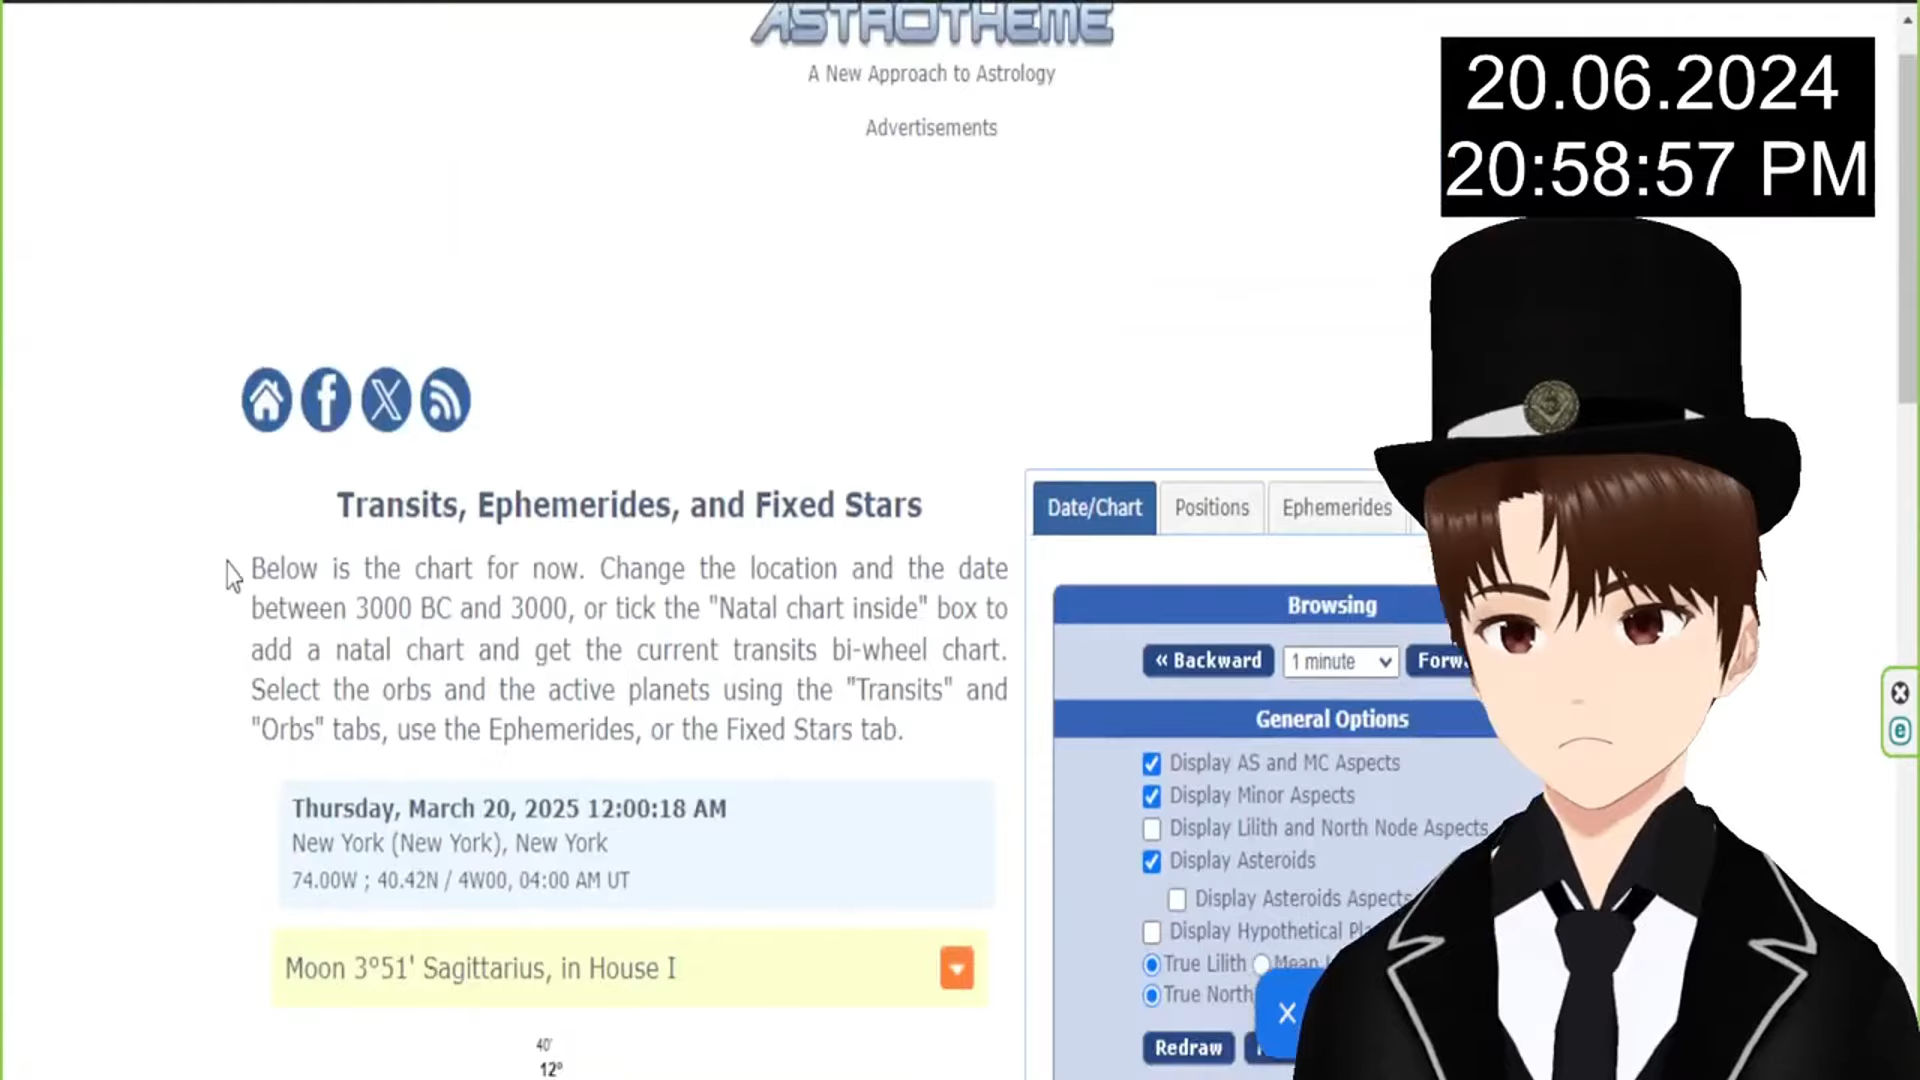 ASTROTHEME
A New Approach to Astrology
Advertisements
20.06.2024
20:58:57 PM
Transits, Ephemerides, and Fixed Stars
Below is the chart for now. Change the location and the date
between 3000 BC and 3000, or tick the "Natal chart inside" box to
add a natal chart and get the current transits bi-wheel chart.
Select the orbs and the active planets using the "Transits" and
"Orbs" tabs, use the Ephemerides, or the Fixed Stars tab.
Thursday, March 20, 2025 12:00:18 AM
New York (New York), New York
74.00W ; 40.42N / 4W00, 04:00 AM UT
Moon 3°51' Sagittarius, in House I
40'
12°
Date/Chart
Positions
Ephemerides
Browsing
« Backward
1 minute
Forw
General Options
Display AS and MC Aspects
Display Minor Aspects
Display Lilith and North Node Aspects
Display Asteroids
Display Asteroids Aspects
Display Hypothetical Pla
True Lilith
Mean
True North
Redraw